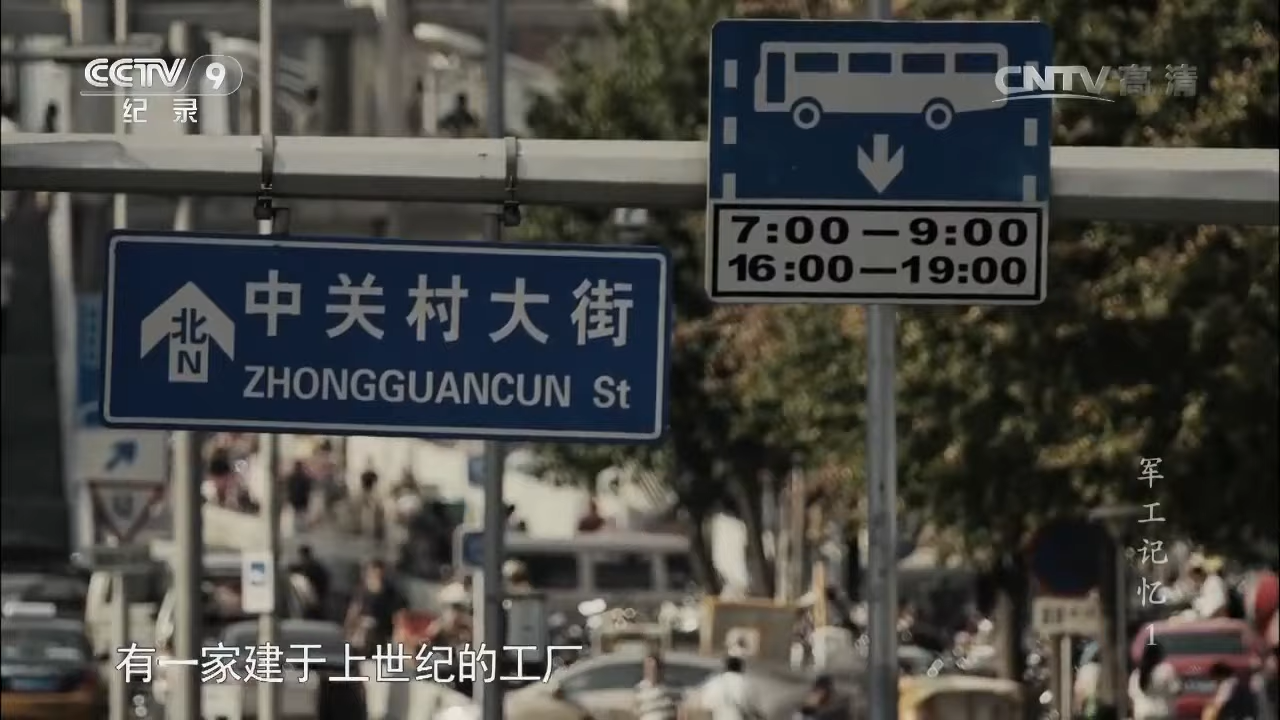 CCTV 9
纪录
CNTV高清
7:00—9:00
16:00—19:00
北
N
中关村大街
ZHONGGUANCUN St
军工记忆 1
有一家建于上世纪的工厂